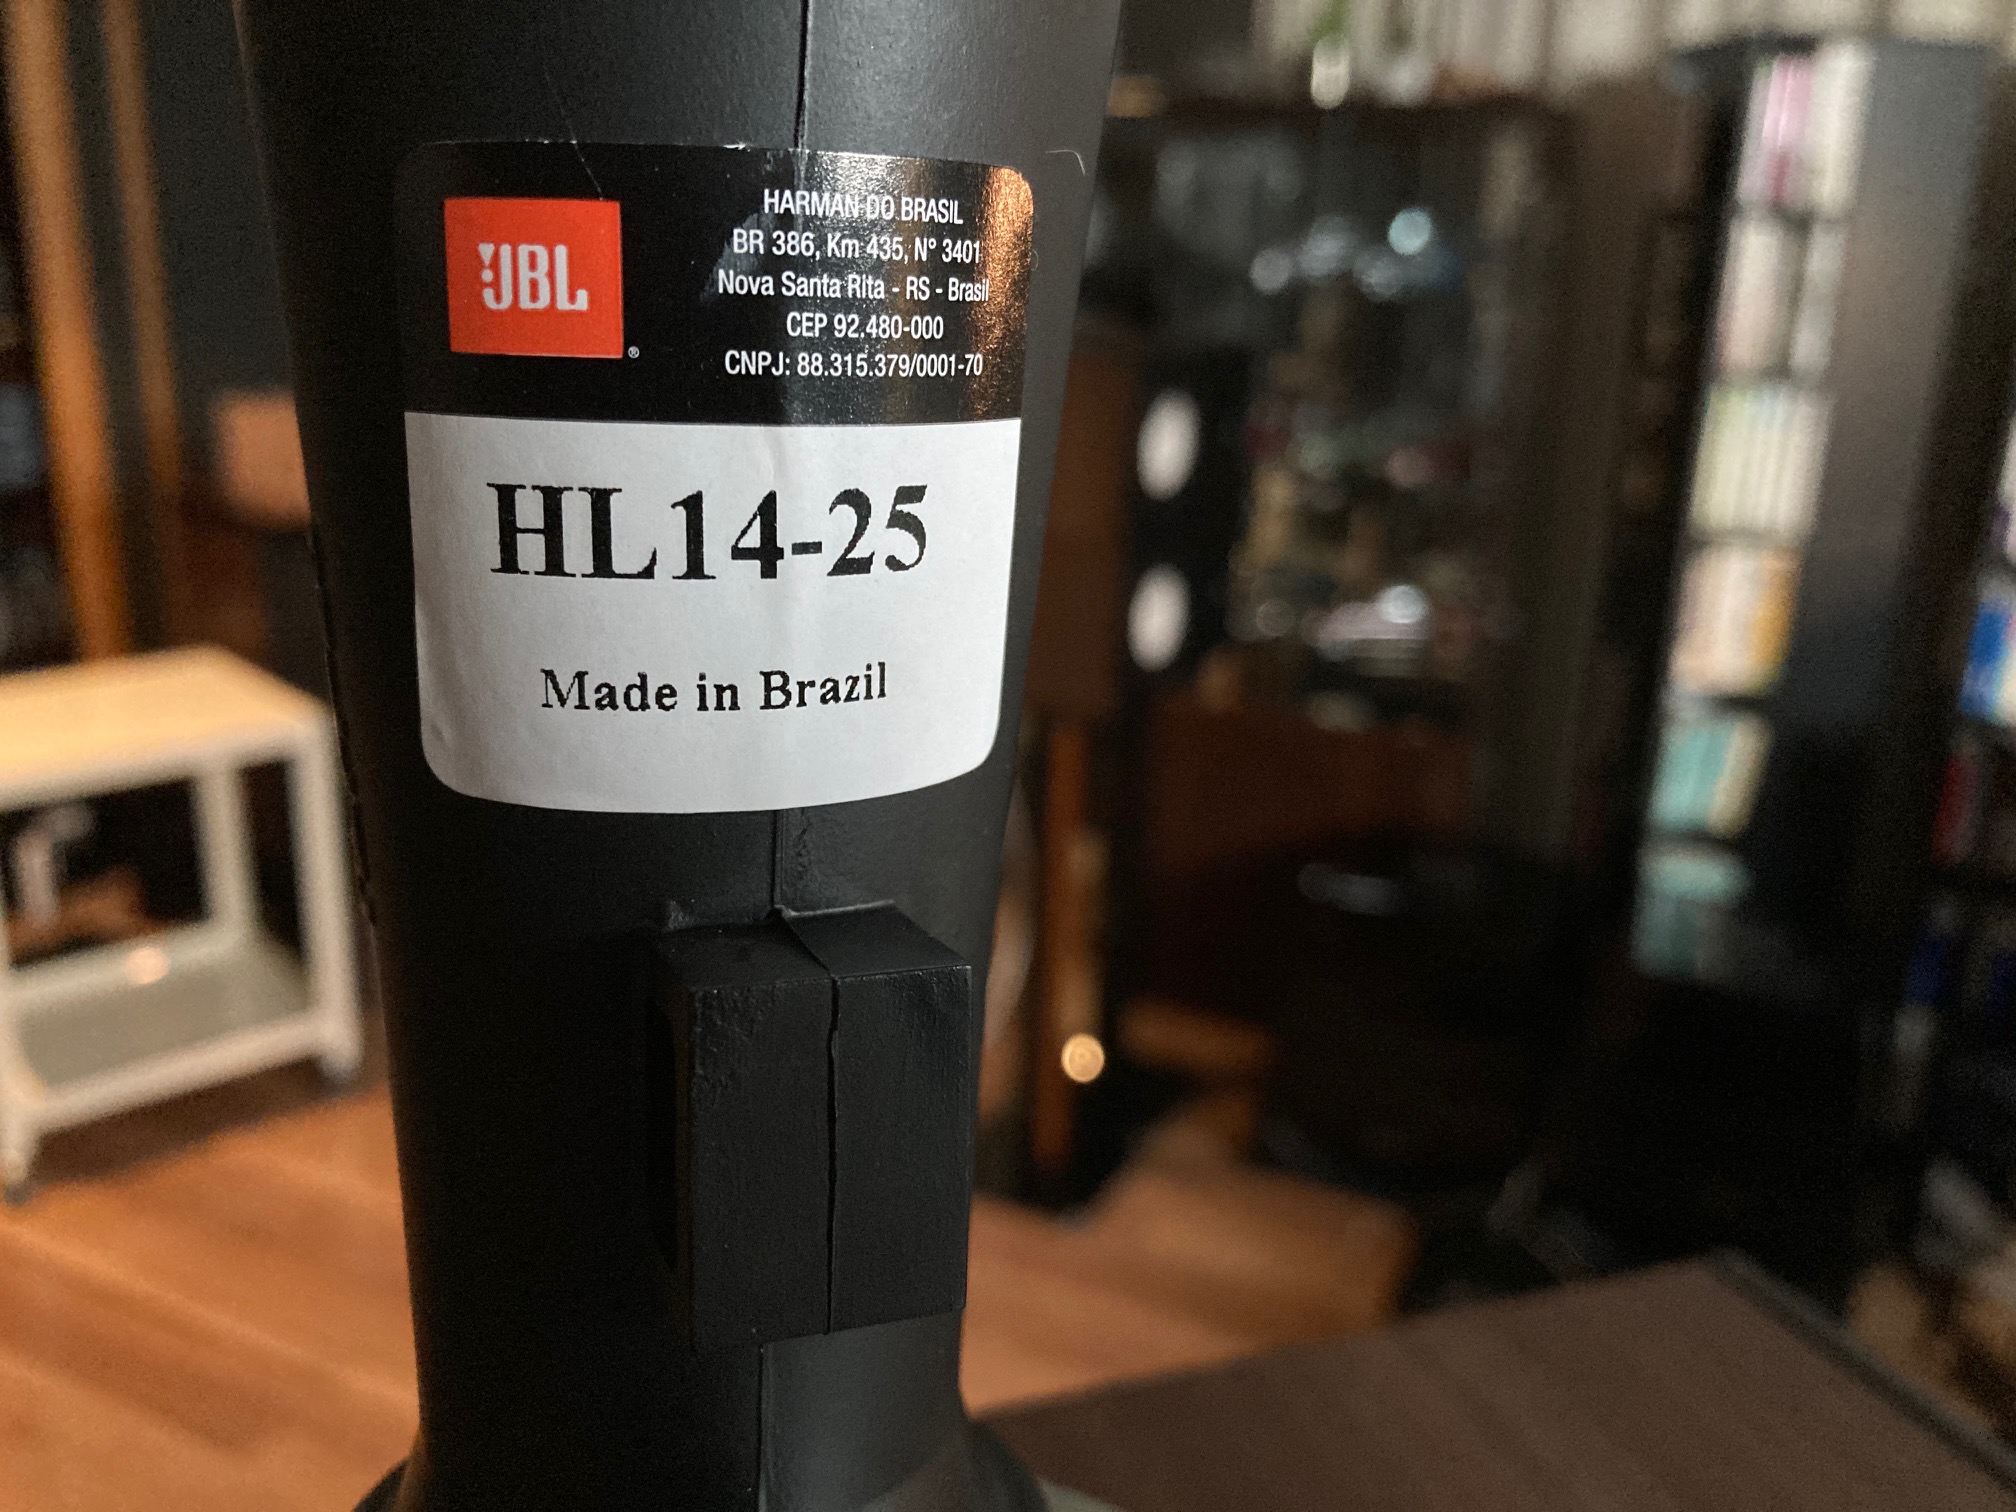 JBL
®
HARMAN DO BRASIL
BR 386, Km 435, N° 3401
Nova Santa Rita - RS - Brasil
CEP 92.480-000
CNPJ: 88.315.379/0001-70
HL14-25
Made in Brazil